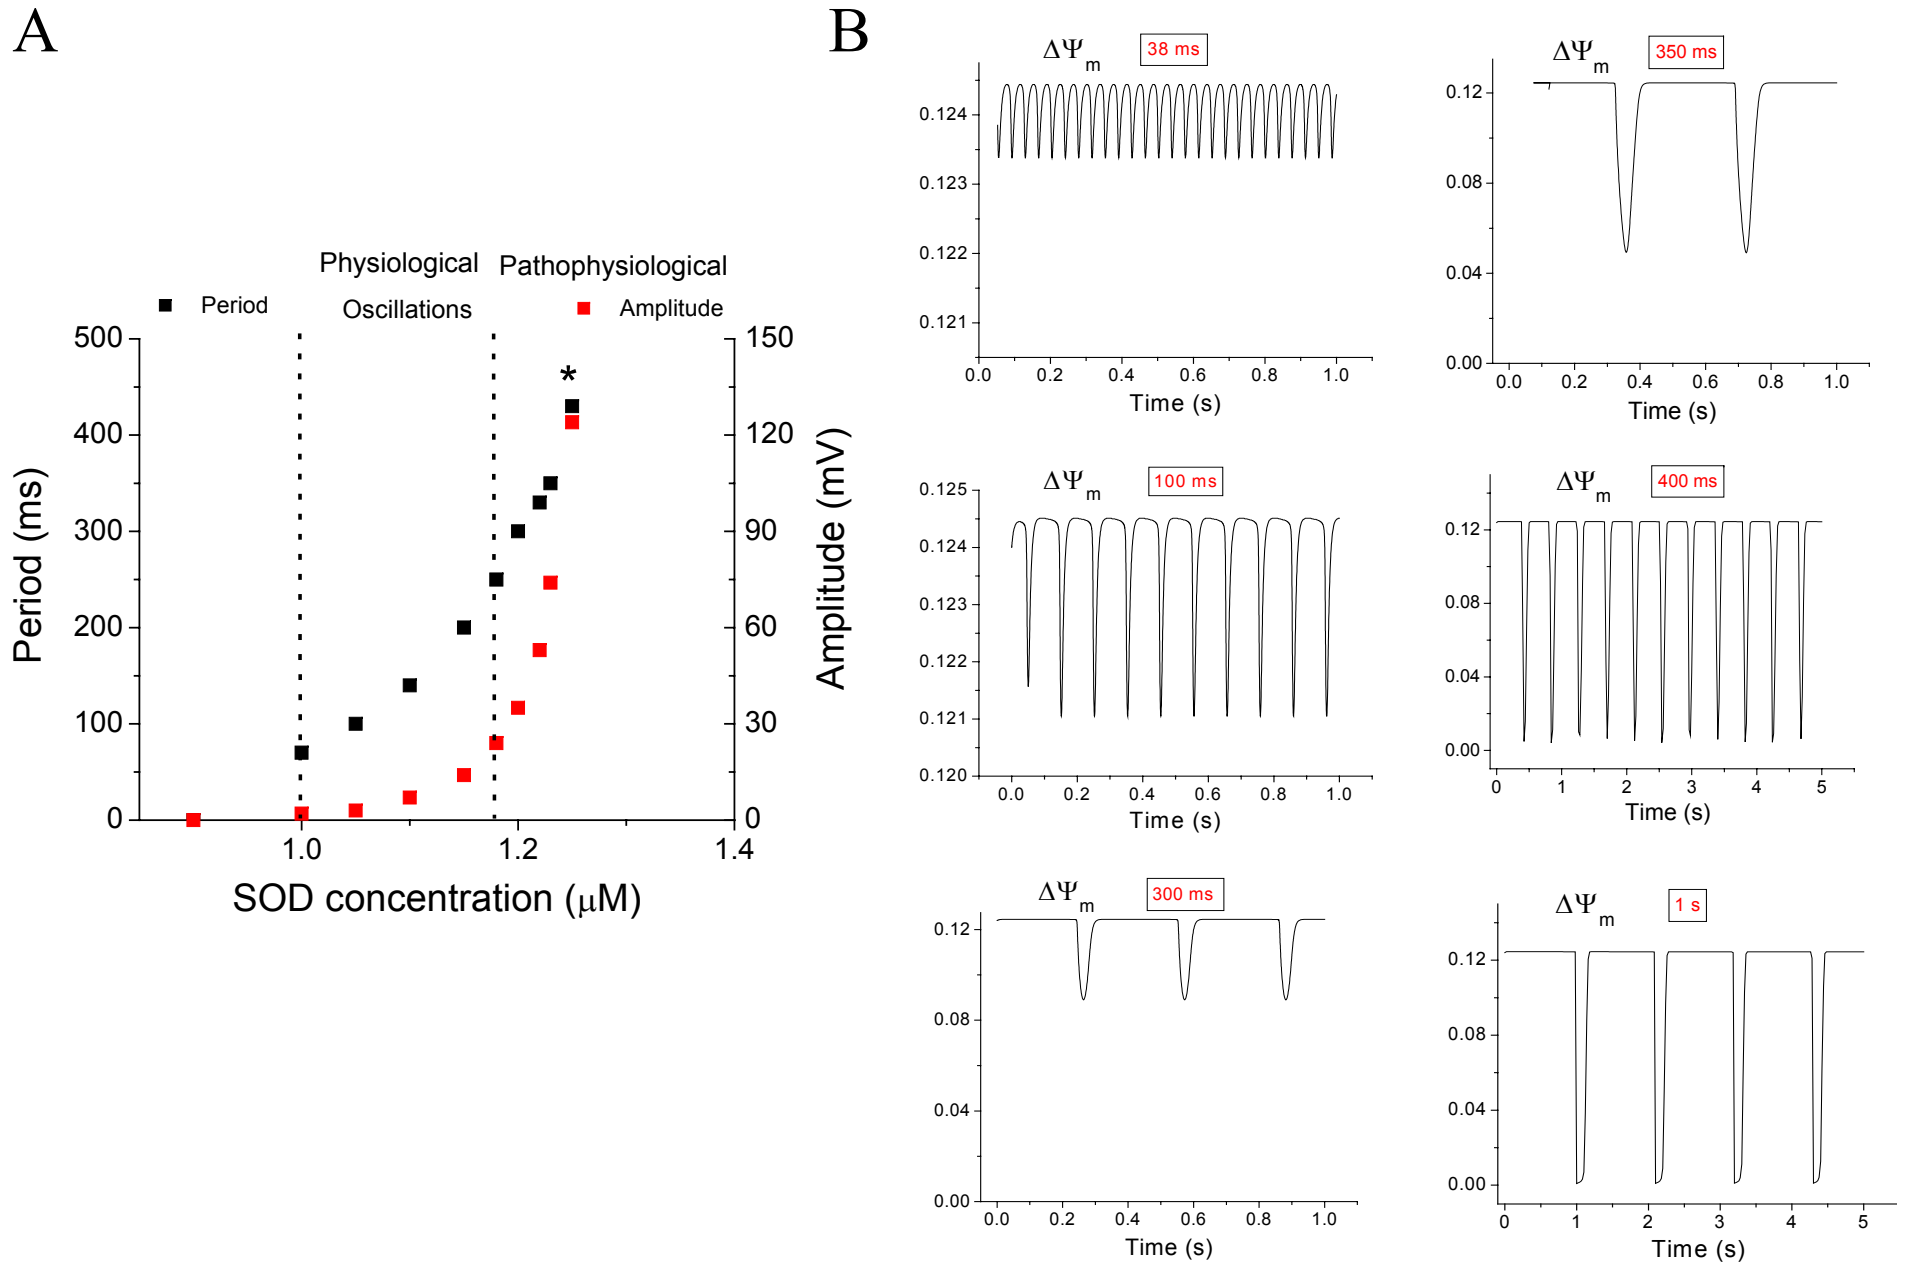 A
Physiological
Pathophysiological
Period
Oscillations
Amplitude
500
400
300
200
100
0
150
120
90
60
30
0
*
Period (ms)
Amplitude (mV)
1.0
1.2
1.4
SOD concentration (μM)
B
ΔΨm
38 ms
0.124
0.123
0.122
0.121
0.0
0.2
0.4
0.6
0.8
1.0
Time (s)
ΔΨm
350 ms
0.12
0.08
0.04
0.00
0.0
0.2
0.4
0.6
0.8
1.0
Time (s)
ΔΨm
100 ms
0.125
0.124
0.123
0.122
0.121
0.120
0.0
0.2
0.4
0.6
0.8
1.0
Time (s)
ΔΨm
400 ms
0.12
0.08
0.04
0.00
0
1
2
3
4
5
Time (s)
ΔΨm
300 ms
0.12
0.08
0.04
0.00
0.0
0.2
0.4
0.6
0.8
1.0
Time (s)
ΔΨm
1 s
0.12
0.08
0.04
0.00
0
1
2
3
4
5
Time (s)